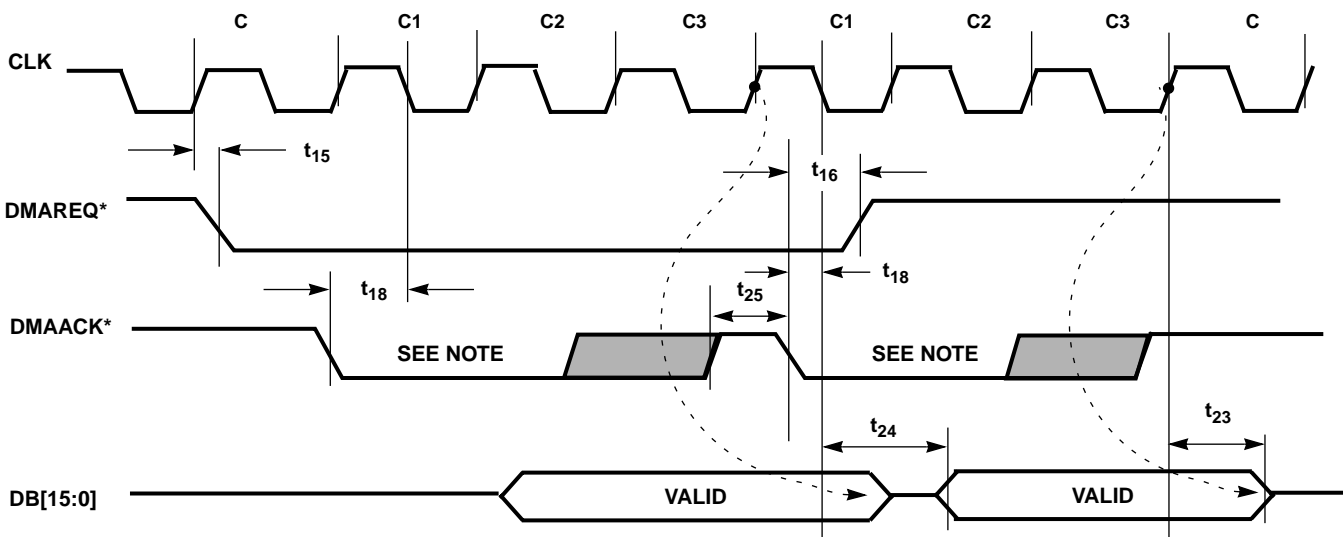 C C1 C2 C3 C1 C2 C3 C
CLK
t15
t16
DMAREQ*
t18
t18
t25
DMAACK*
SEE NOTE SEE NOTE
t24
t23
DB[15:0]
VALID VALID